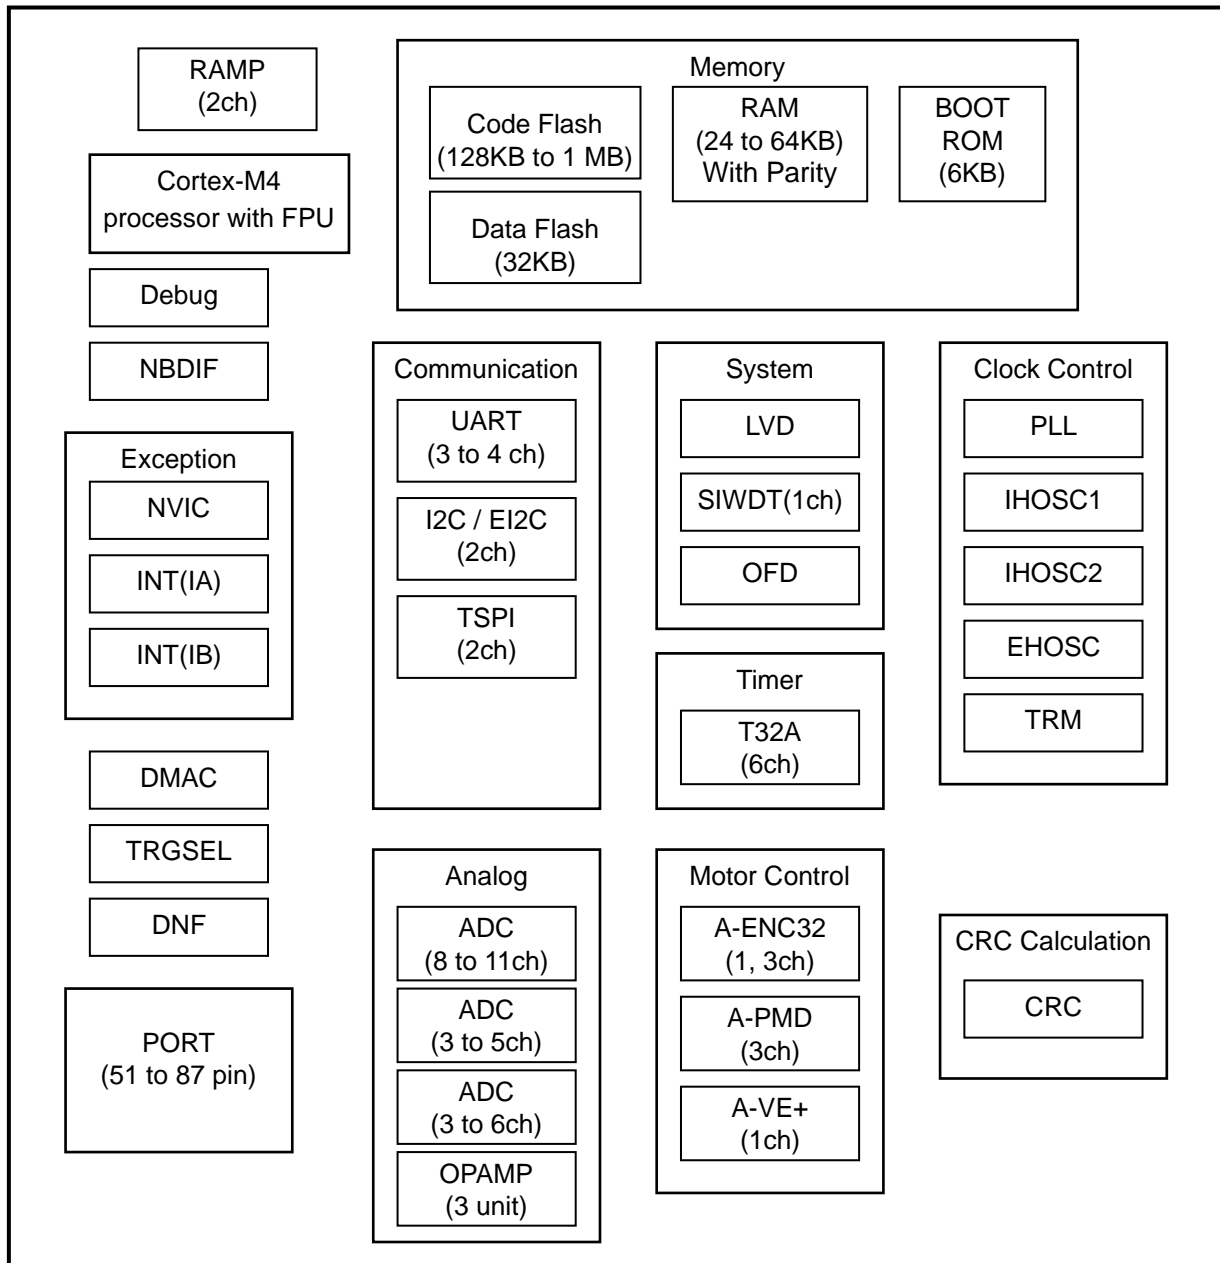 RAMP
(2ch)
Cortex-M4
processor with FPU
Debug
NBDIF
Exception
NVIC
INT(IA)
INT(IB)
DMAC
TRGSEL
DNF
PORT
(51 to 87 pin)
Memory
Code Flash
(128KB to 1 MB)
Data Flash
(32KB)
RAM
(24 to 64KB)
With Parity
BOOT
ROM
(6KB)
Communication
UART
(3 to 4 ch)
I2C / EI2C
(2ch)
TSPI
(2ch)
System
LVD
SIWDT(1ch)
OFD
Timer
T32A
(6ch)
Clock Control
PLL
IHOSC1
IHOSC2
EHOSC
TRM
Analog
ADC
(8 to 11ch)
ADC
(3 to 5ch)
ADC
(3 to 6ch)
OPAMP
(3 unit)
Motor Control
A-ENC32
(1, 3ch)
A-PMD
(3ch)
A-VE+
(1ch)
CRC Calculation
CRC